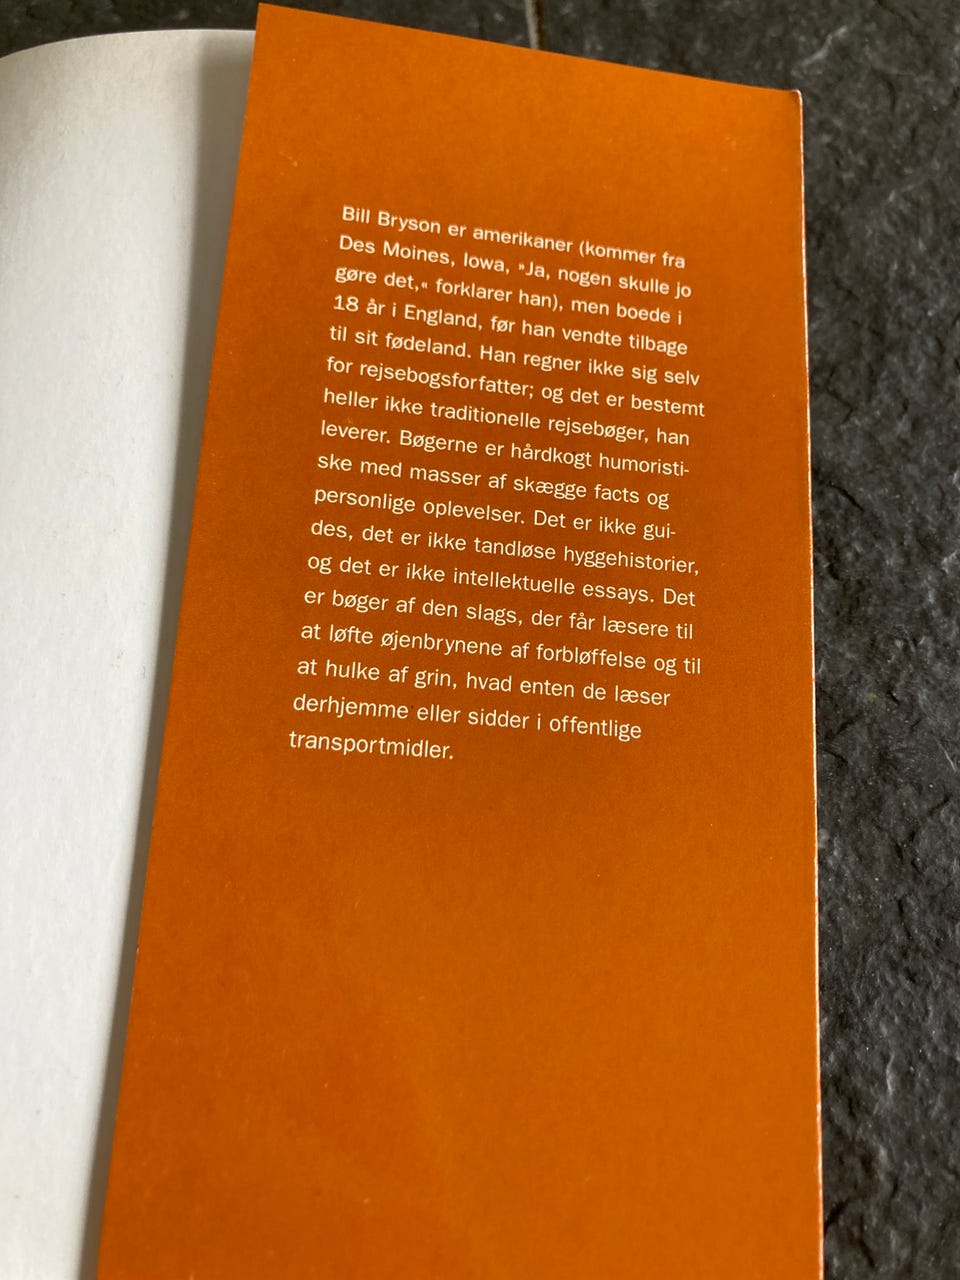 Bill Bryson er amerikaner (kommer fra
Des Moines, Iowa, »Ja, nogen skulle jo
gøre det,« forklarer han), men boede i
18 år i England, før han vendte tilbage
til sit fødeland. Han regner ikke sig selv
for rejsebogsforfatter; og det er bestemt
heller ikke traditionelle rejsebøger, han
leverer. Bøgerne er hårdkogt humoristi-
ske med masser af skægge facts og
personlige oplevelser. Det er ikke gui-
des, det er ikke tandløse hyggehistorier,
og det er ikke intellektuelle essays. Det
er bøger af den slags, der får læsere til
at løfte øjenbrynene af forbløffelse og til
at hulke af grin, hvad enten de læser
derhjemme eller sidder i offentlige
transportmidler.